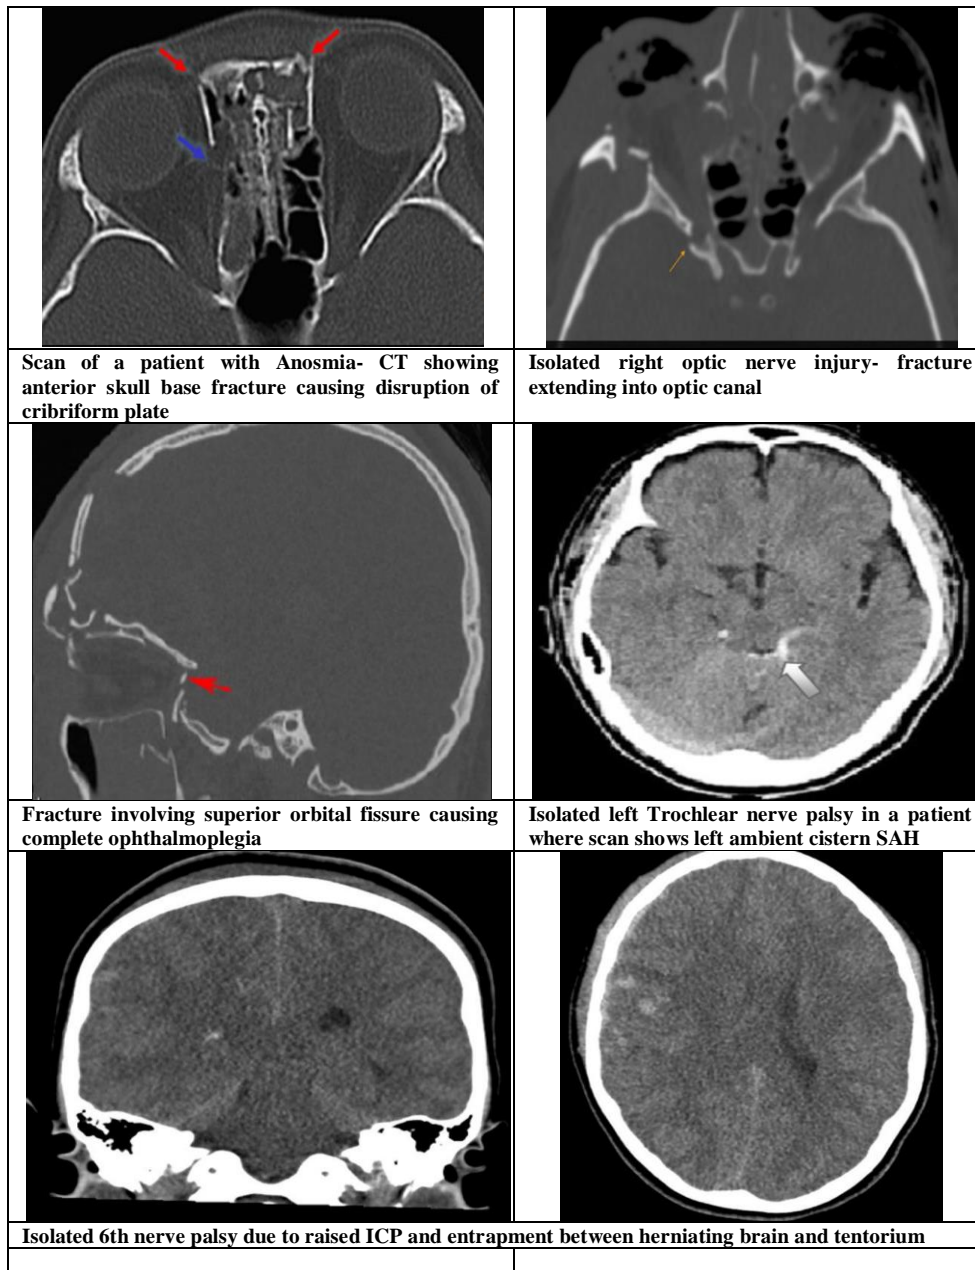 Scan of a patient with Anosmia- CT showing
anterior skull base fracture causing disruption of
cribriform plate
Isolated right optic nerve injury- fracture
extending into optic canal
Fracture involving superior orbital fissure causing
complete ophthalmoplegia
Isolated left Trochlear nerve palsy in a patient
where scan shows left ambient cistern SAH
Isolated 6th nerve palsy due to raised ICP and entrapment between herniating brain and tentorium